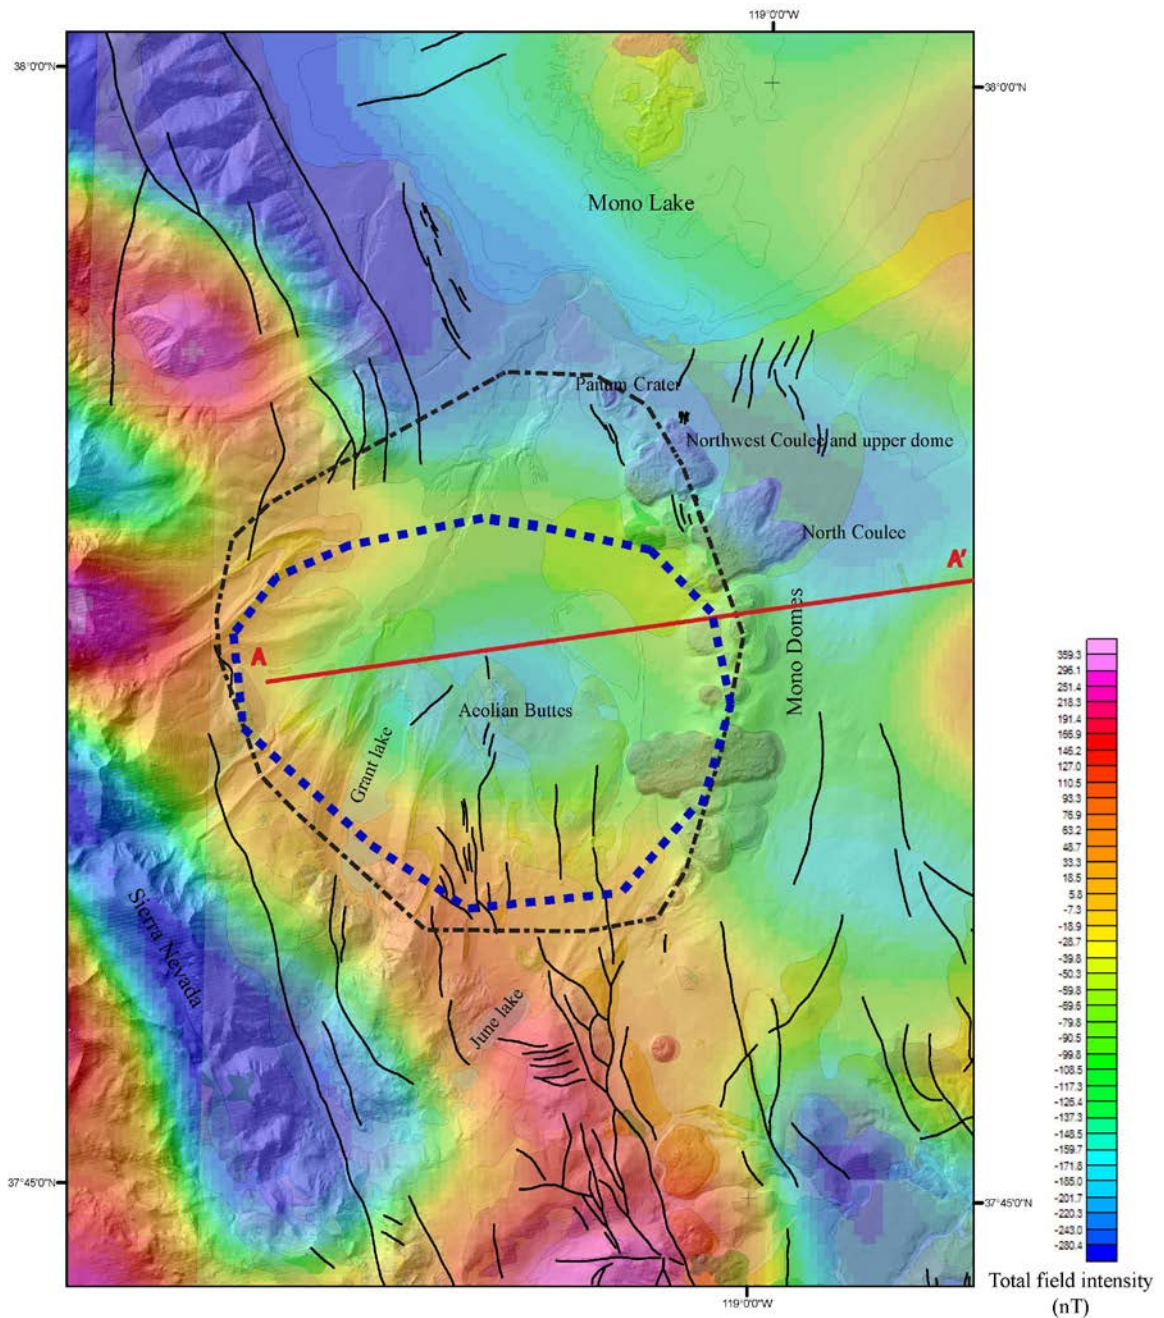 119°0'0"W
38°0'0"N
38°0'0"N
Mono Lake
Panum Crater
Northwest Coulee and upper dome
North Coulee
A'
A
Mono Domes
Aeolian Buttes
Grant lake
Sierra Nevada
June lake
37°45'0"N
37°45'0"N
119°0'0"W
359.3
296.1
251.4
218.3
191.4
166.9
145.2
127.0
110.5
93.3
76.9
63.2
48.7
33.3
18.5
5.8
-7.3
-18.9
-28.7
-39.8
-50.3
-59.8
-69.6
-79.8
-90.5
-99.8
-108.5
-117.3
-126.4
-137.3
-148.5
-159.7
-171.8
-185.0
-201.7
-220.3
-243.0
-280.4
Total field intensity
(nT)